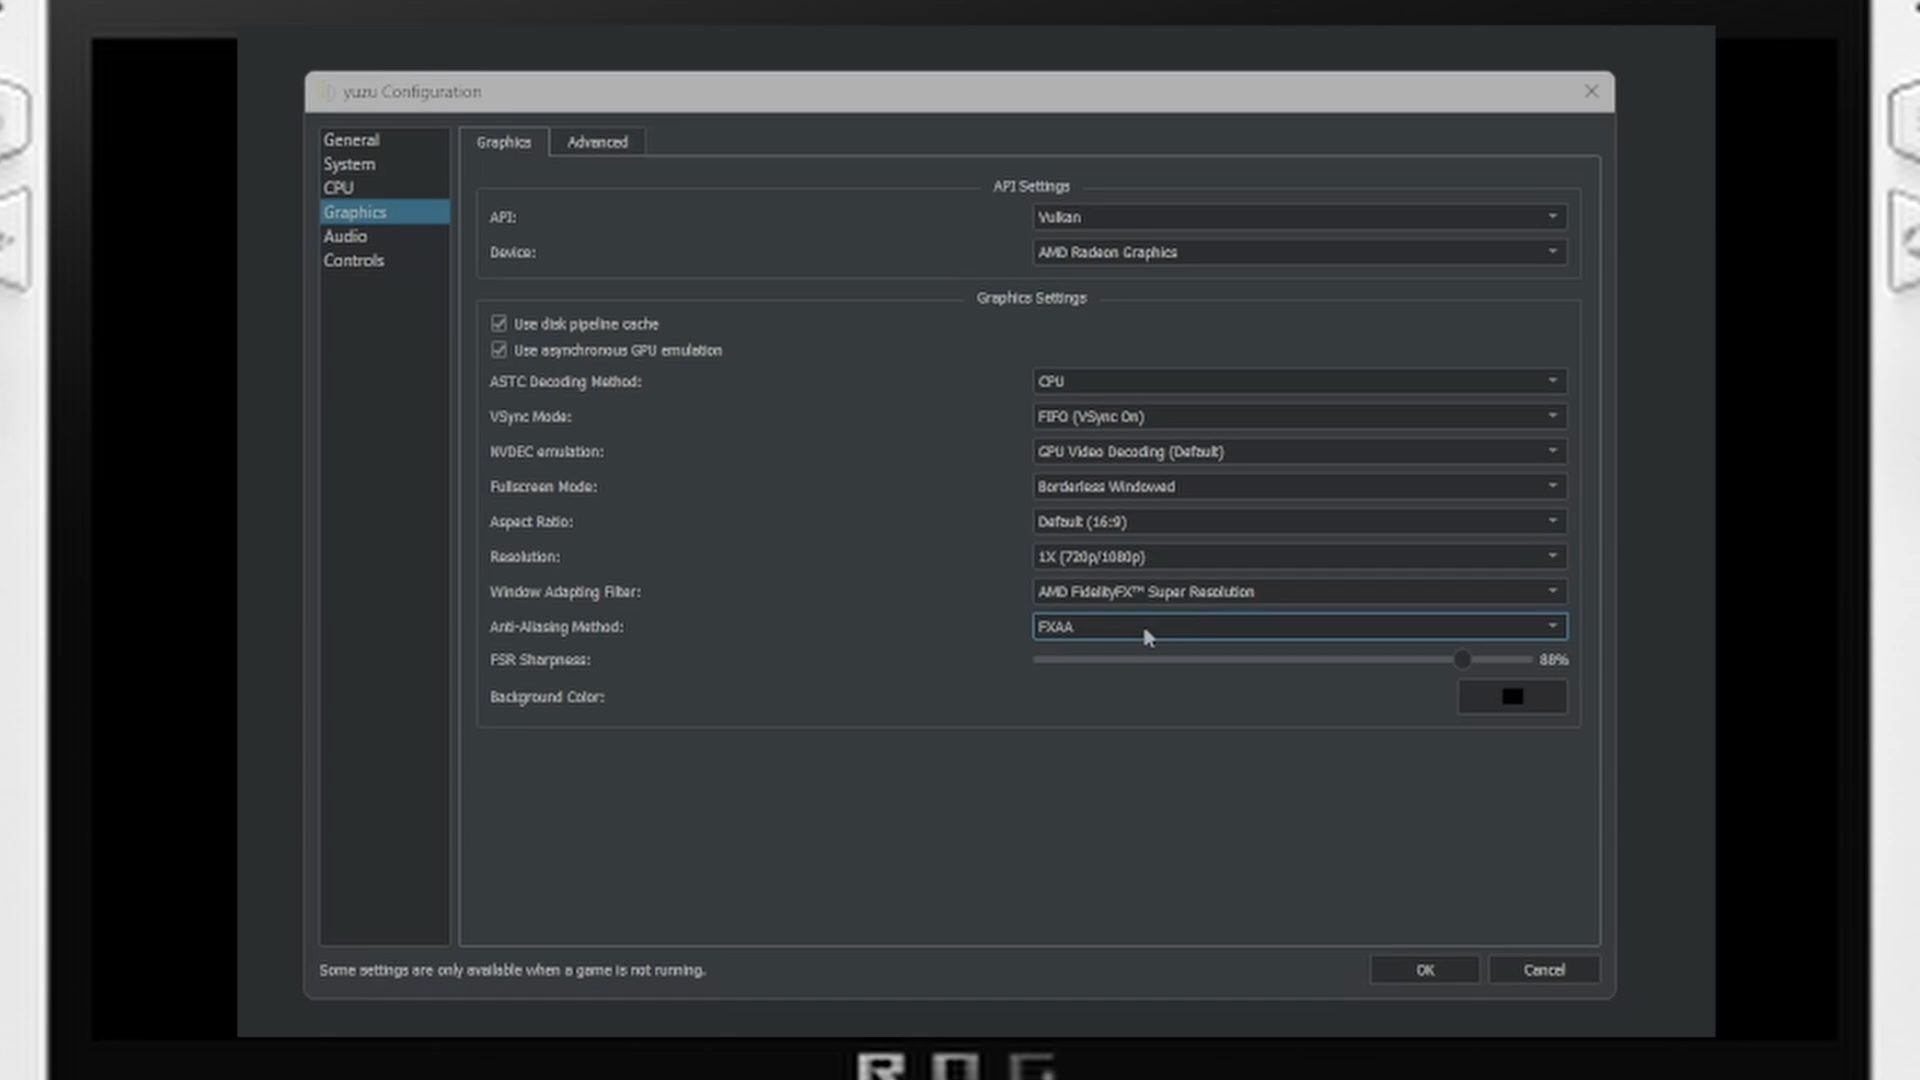 yuzu Configuration
General
System
CPU
Graphics
Audio
Controls
Graphics
Advanced
API Settings
API:
Vulkan
Device:
AMD Radeon Graphics
Graphics Settings
Use disk pipeline cache
Use asynchronous GPU emulation
ASTC Decoding Method:
CPU
VSync Mode:
FIFO (VSync On)
NVDEC emulation:
GPU Video Decoding (Default)
Fullscreen Mode:
Borderless Windowed
Aspect Ratio:
Default (16:9)
Resolution:
1X (720p/1080p)
Window Adapting Filter:
AMD FidelityFX™ Super Resolution
Anti-Aliasing Method:
FXAA
FSR Sharpness:
88%
Background Color:
Some settings are only available when a game is not running.
OK
Cancel
ROG